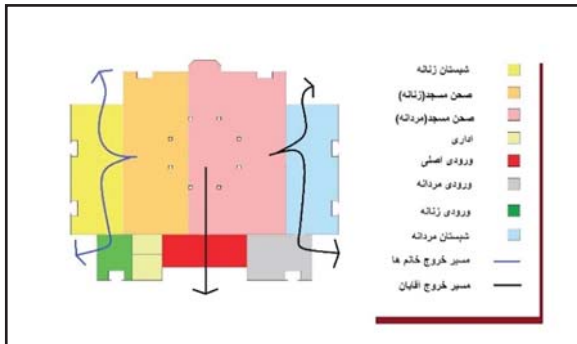 شبستان زنانه
صحن مسجد(زنانه)
صحن مسجد(مردانه)
اداری
ورودی اصلی
ورودی مردانه
ورودی زنانه
شبستان مردانه
مسیر خروج خانم ها
مسیر خروج اقایان